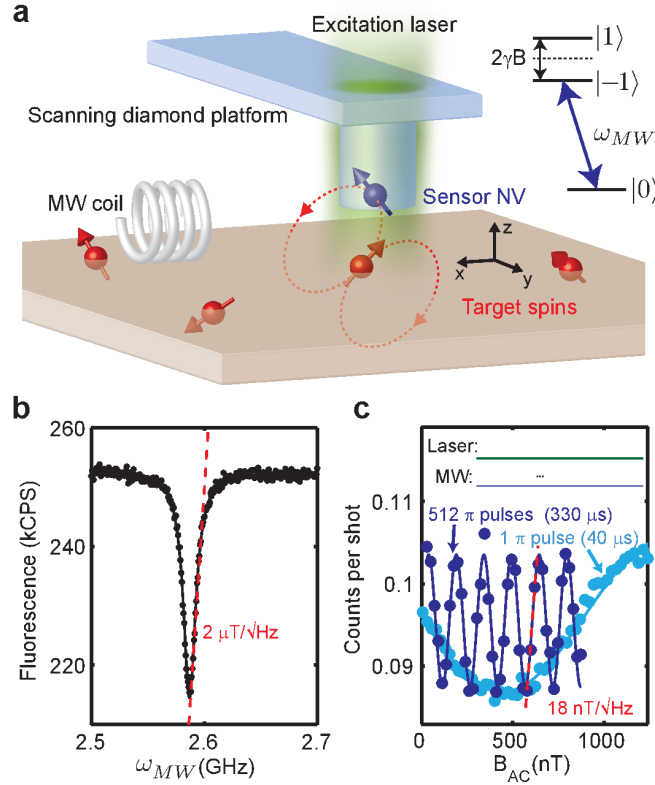 a
Excitation laser
|1⟩
2γB
|−1⟩
Scanning diamond platform
ω_MW
|0⟩
MW coil
Sensor NV
z
x
y
Target spins
b
c
260
250
240
230
220
Fluorescence (kCPS)
2 μT/√Hz
2.5
2.6
2.7
ω_MW(GHz)
Laser:
MW:
...
512 π pulses (330 μs)
1 π pulse (40 μs)
0.11
0.1
0.09
Counts per shot
18 nT/√Hz
0
500
1000
B_AC(nT)